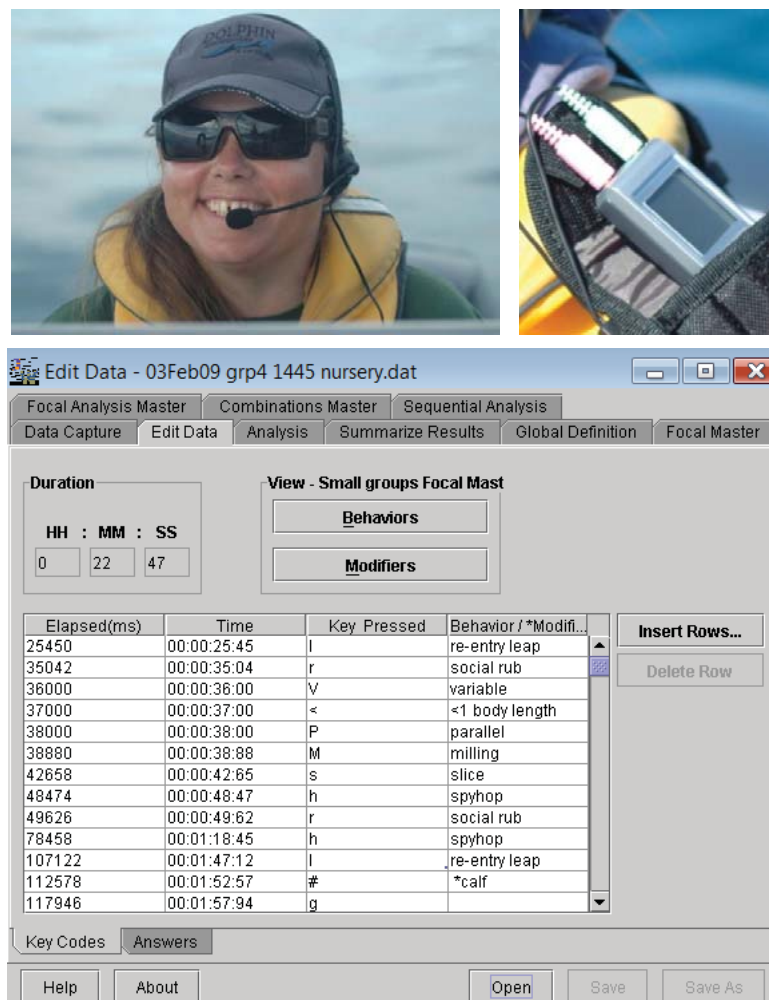 DOLPHIN
Edit Data - 03Feb09 grp4 1445 nursery.dat
Focal Analysis Master Combinations Master Sequential Analysis
Data Capture Edit Data Analysis Summarize Results Global Definition Focal Master
Duration View - Small groups Focal Mast
HH : MM : SS Behaviors
0 22 47 Modifiers
Elapsed(ms) Time Key Pressed Behavior / *Modifi... Insert Rows...
25450 00:00:25:45 l re-entry leap
35042 00:00:35:04 r social rub Delete Row
36000 00:00:36:00 V variable
37000 00:00:37:00 < <1 body length
38000 00:00:38:00 P parallel
38880 00:00:38:88 M milling
42658 00:00:42:65 s slice
48474 00:00:48:47 h spyhop
49626 00:00:49:62 r social rub
78458 00:01:18:45 h spyhop
107122 00:01:47:12 l re-entry leap
112578 00:01:52:57 # *calf
117946 00:01:57:94 g
Key Codes Answers
Help About Open Save Save As